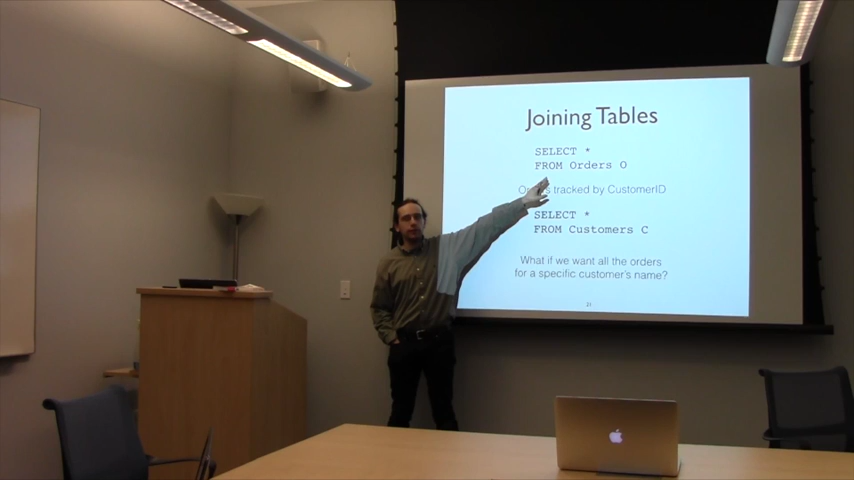 Joining Tables
SELECT *
FROM Orders O
tracked by CustomerID
SELECT *
FROM Customers C
What if we want all the orders
for a specific customer's name?
21